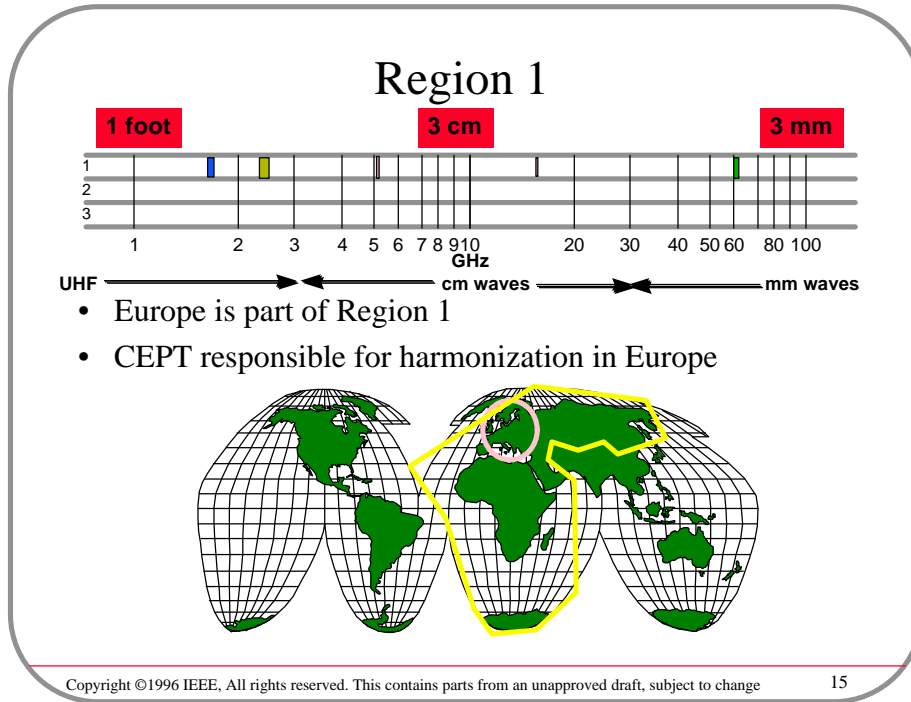 Region 1
1 foot 3 cm 3 mm
1
2
3
1 2 3 4 5 6 7 8 910 20 30 40 50 60 80 100
GHz
UHF cm waves mm waves
• Europe is part of Region 1
• CEPT responsible for harmonization in Europe
Copyright ©1996 IEEE, All rights reserved. This contains parts from an unapproved draft, subject to change 15